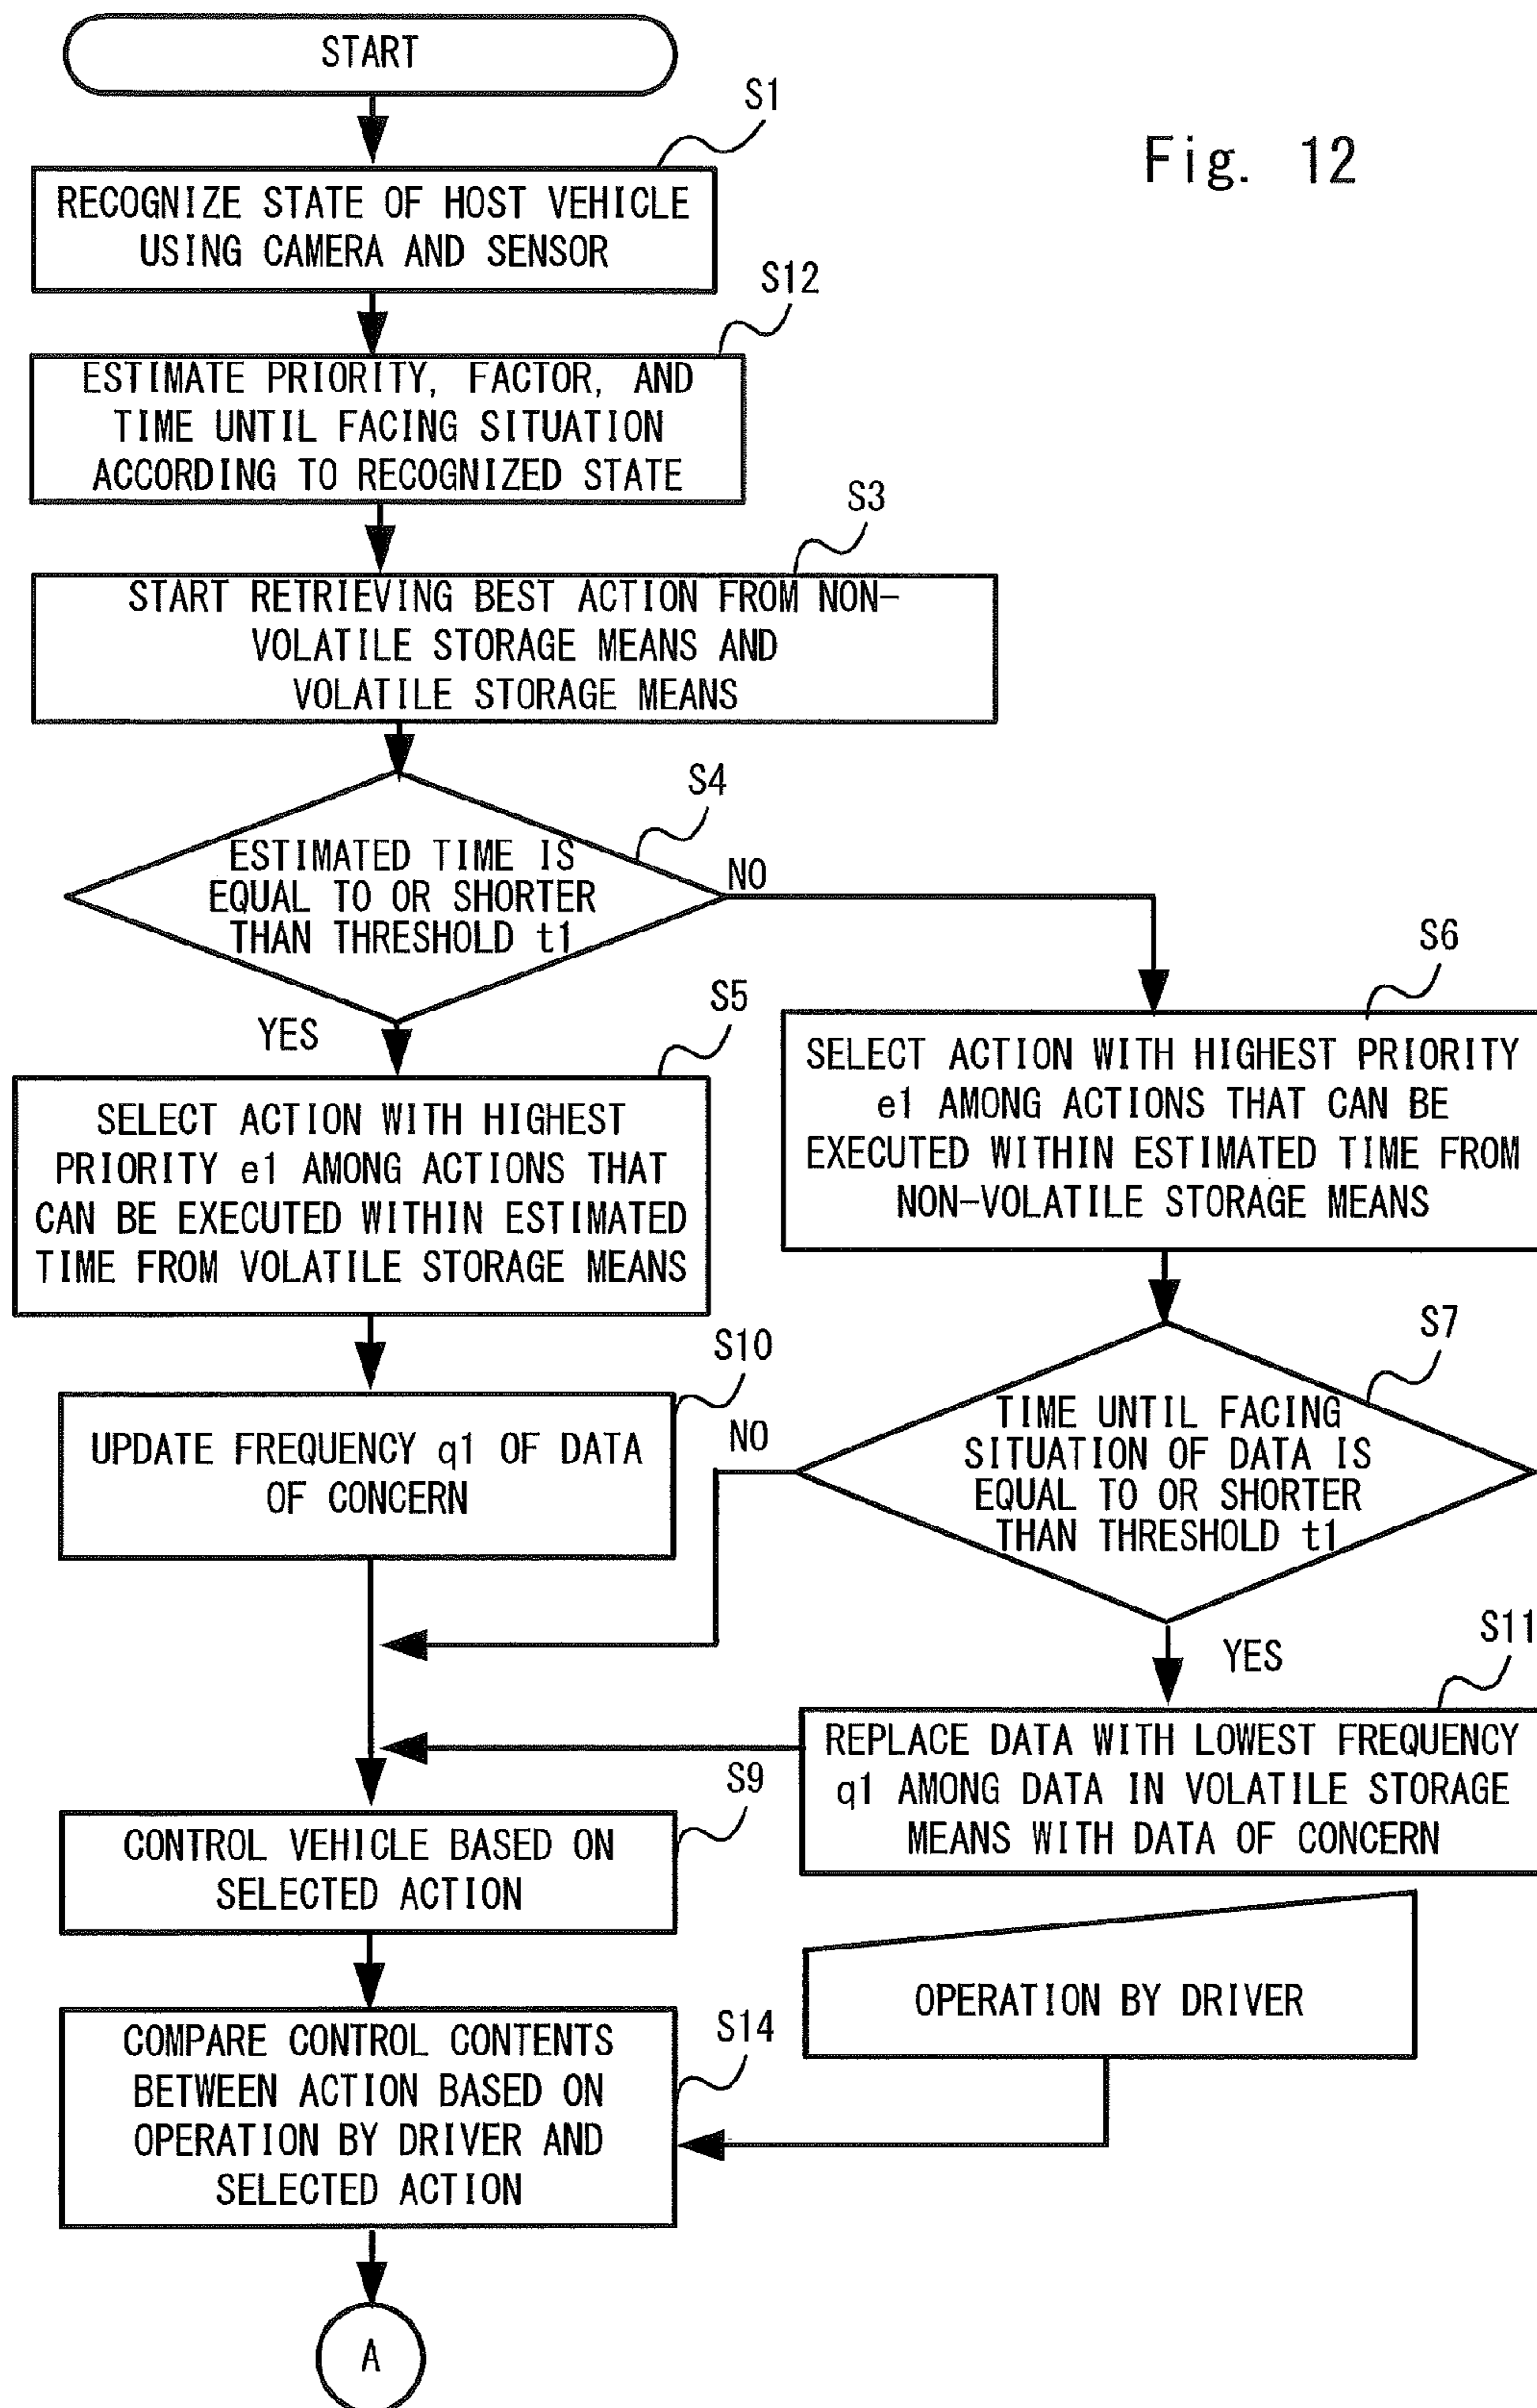 START
S1
Fig. 12
RECOGNIZE STATE OF HOST VEHICLE
USING CAMERA AND SENSOR
S12
ESTIMATE PRIORITY, FACTOR, AND
TIME UNTIL FACING SITUATION
ACCORDING TO RECOGNIZED STATE
S3
START RETRIEVING BEST ACTION FROM NON-
VOLATILE STORAGE MEANS AND
VOLATILE STORAGE MEANS
S4
ESTIMATED TIME IS
EQUAL TO OR SHORTER
THAN THRESHOLD t1
NO
YES
S5
SELECT ACTION WITH HIGHEST
PRIORITY e1 AMONG ACTIONS THAT
CAN BE EXECUTED WITHIN ESTIMATED
TIME FROM VOLATILE STORAGE MEANS
S6
SELECT ACTION WITH HIGHEST PRIORITY
e1 AMONG ACTIONS THAT CAN BE
EXECUTED WITHIN ESTIMATED TIME FROM
NON-VOLATILE STORAGE MEANS
S10
UPDATE FREQUENCY q1 OF DATA
OF CONCERN
S7
TIME UNTIL FACING
SITUATION OF DATA IS
EQUAL TO OR SHORTER
THAN THRESHOLD t1
NO
YES
S11
REPLACE DATA WITH LOWEST FREQUENCY
q1 AMONG DATA IN VOLATILE STORAGE
MEANS WITH DATA OF CONCERN
S9
CONTROL VEHICLE BASED ON
SELECTED ACTION
OPERATION BY DRIVER
S14
COMPARE CONTROL CONTENTS
BETWEEN ACTION BASED ON
OPERATION BY DRIVER AND
SELECTED ACTION
A